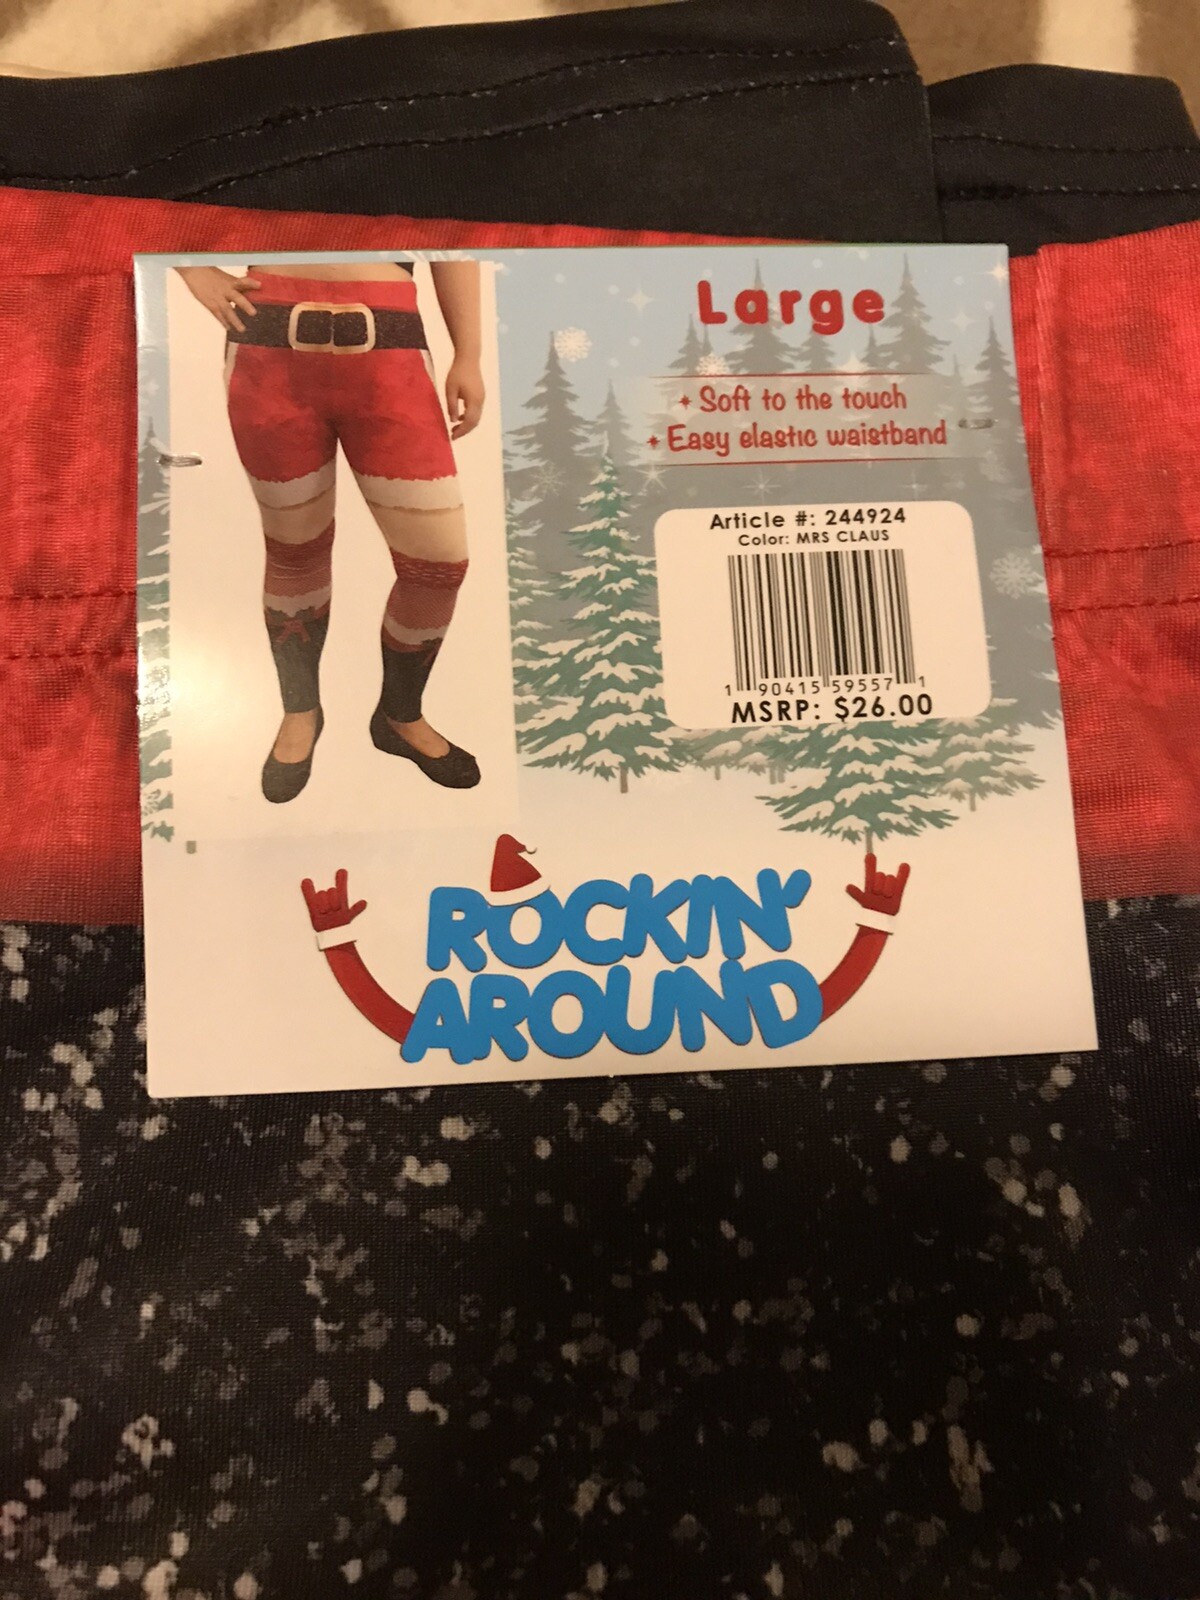 Large
Soft to the touch
Easy elastic waistband
Article #: 244924
Color: MRS CLAUS
1 90415 59557 1
MSRP: $26.00
ROCKIN'
AROUND